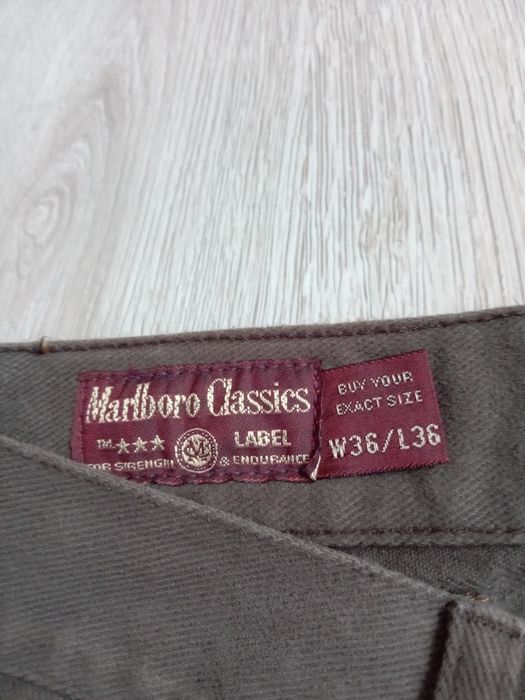 Marlboro Classics
TM ★★★ LABEL
FOR STRENGTH & ENDURANCE
BUY YOUR
EXACT SIZE
W36/L36